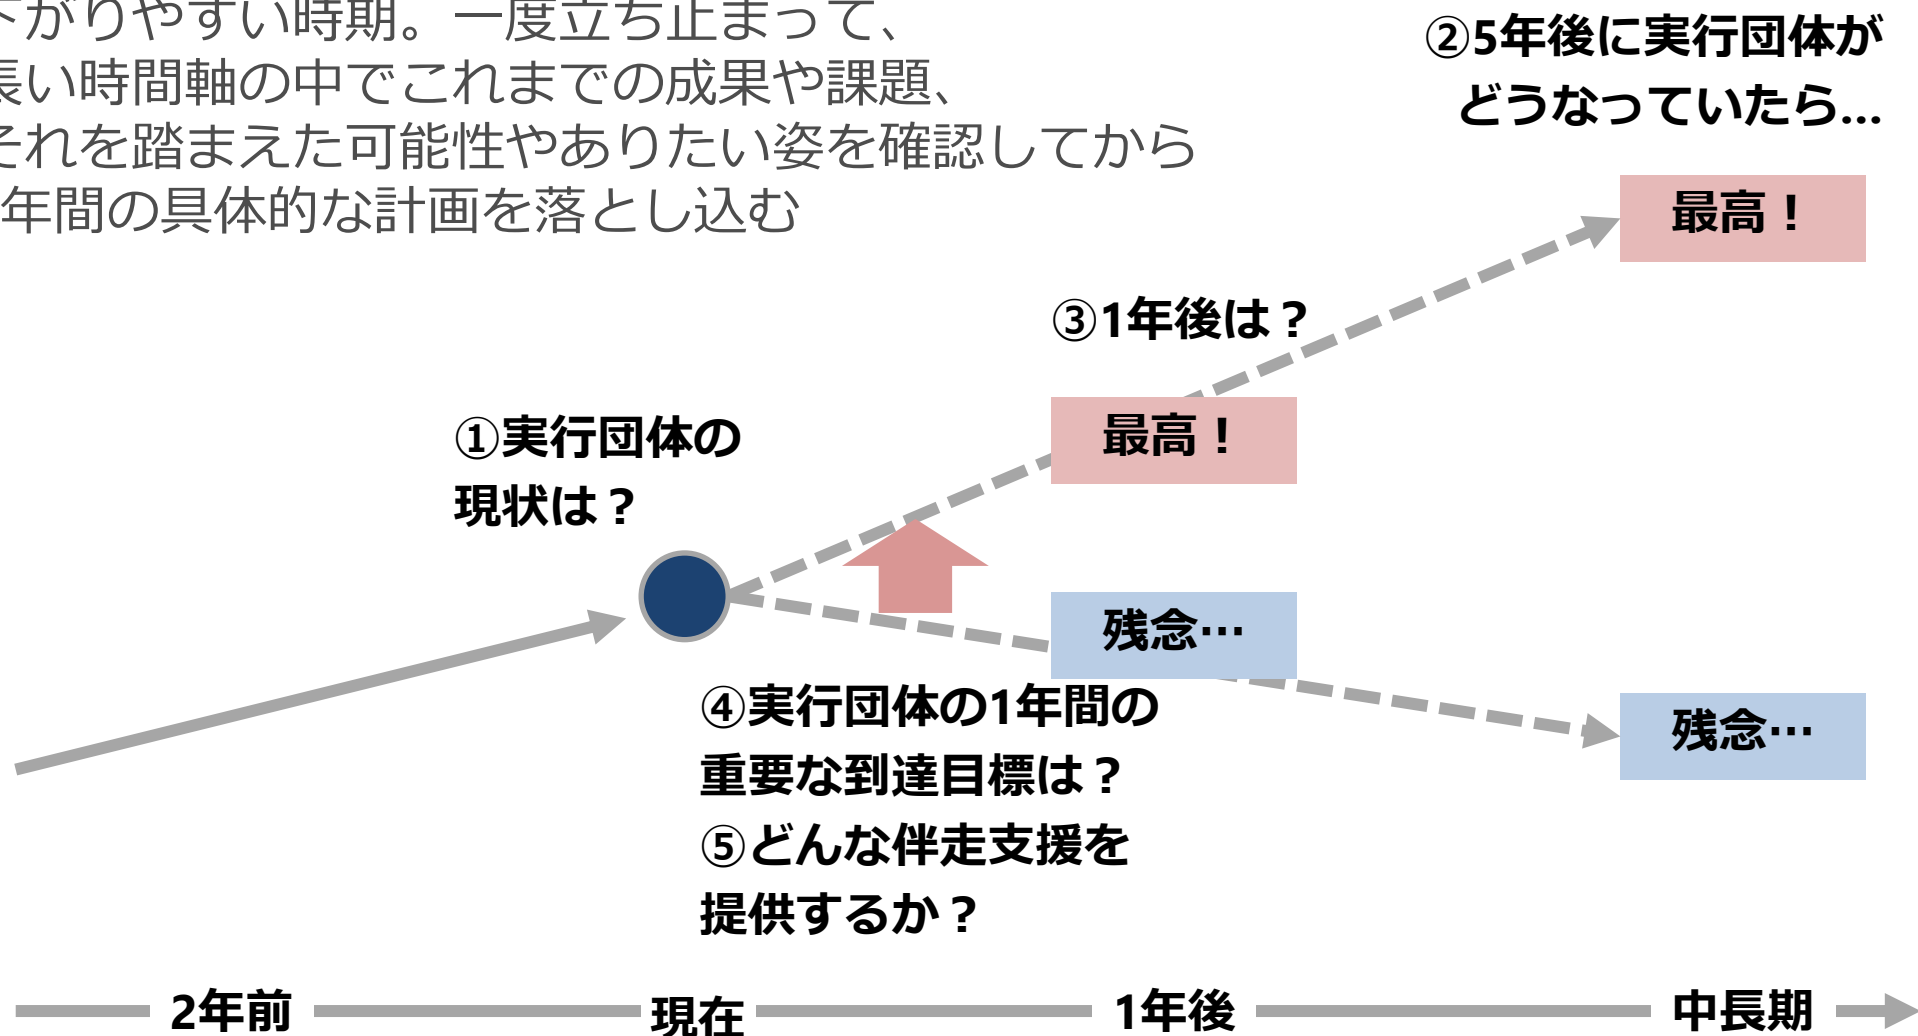 下がりやすい時期。一度立ち止まって、
長い時間軸の中でこれまでの成果や課題、
それを踏まえた可能性やありたい姿を確認してから
年間の具体的な計画を落とし込む
②5年後に実行団体が
どうなっていたら...
最高！
③1年後は？
最高！
①実行団体の
現状は？
残念…
残念…
④実行団体の1年間の
重要な到達目標は？
⑤どんな伴走支援を
提供するか？
2年前
現在
1年後
中長期